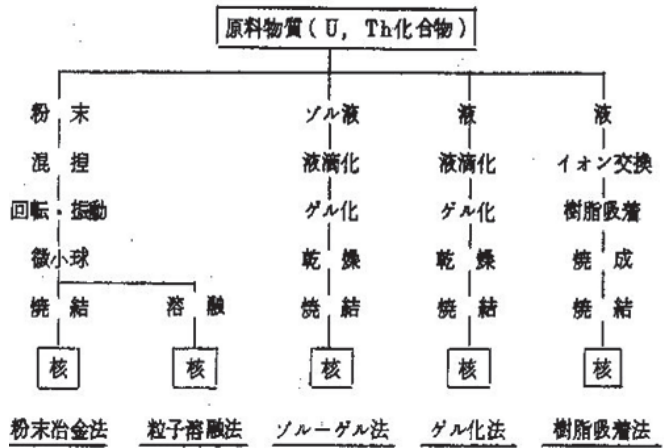 原料物質(U, Th化合物)
粉末 ゾル液 液 液
混捏 液滴化 液滴化 イオン交換
回転・振動 ゲル化 ゲル化 樹脂吸着
微小球 乾燥 乾燥 焼成
焼結 溶融 焼結 焼結 焼結
核 核 核 核 核
粉末冶金法 粒子溶融法 ゾルーゲル法 ゲル化法 樹脂吸着法